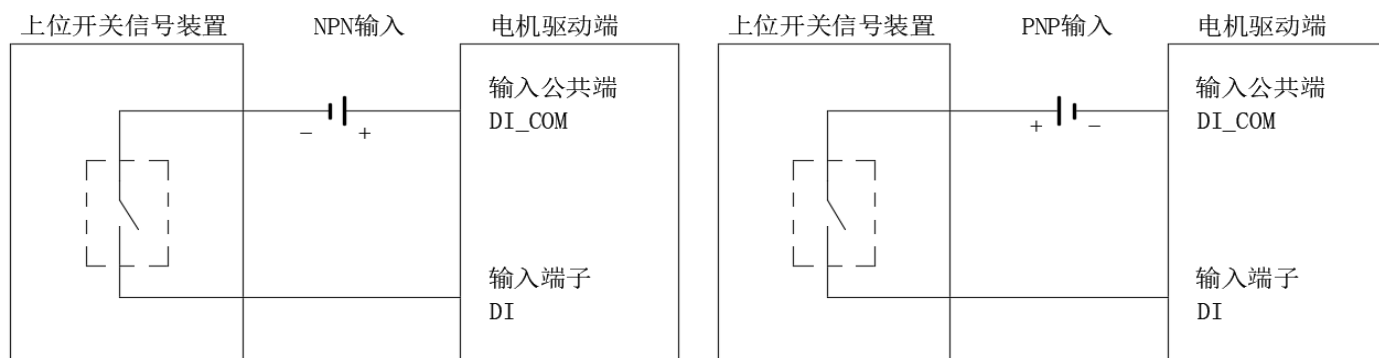 上位开关信号装置 NPN输入 电机驱动端
输入公共端
DI_COM
- +
输入端子
DI
上位开关信号装置 PNP输入 电机驱动端
输入公共端
DI_COM
+ -
输入端子
DI